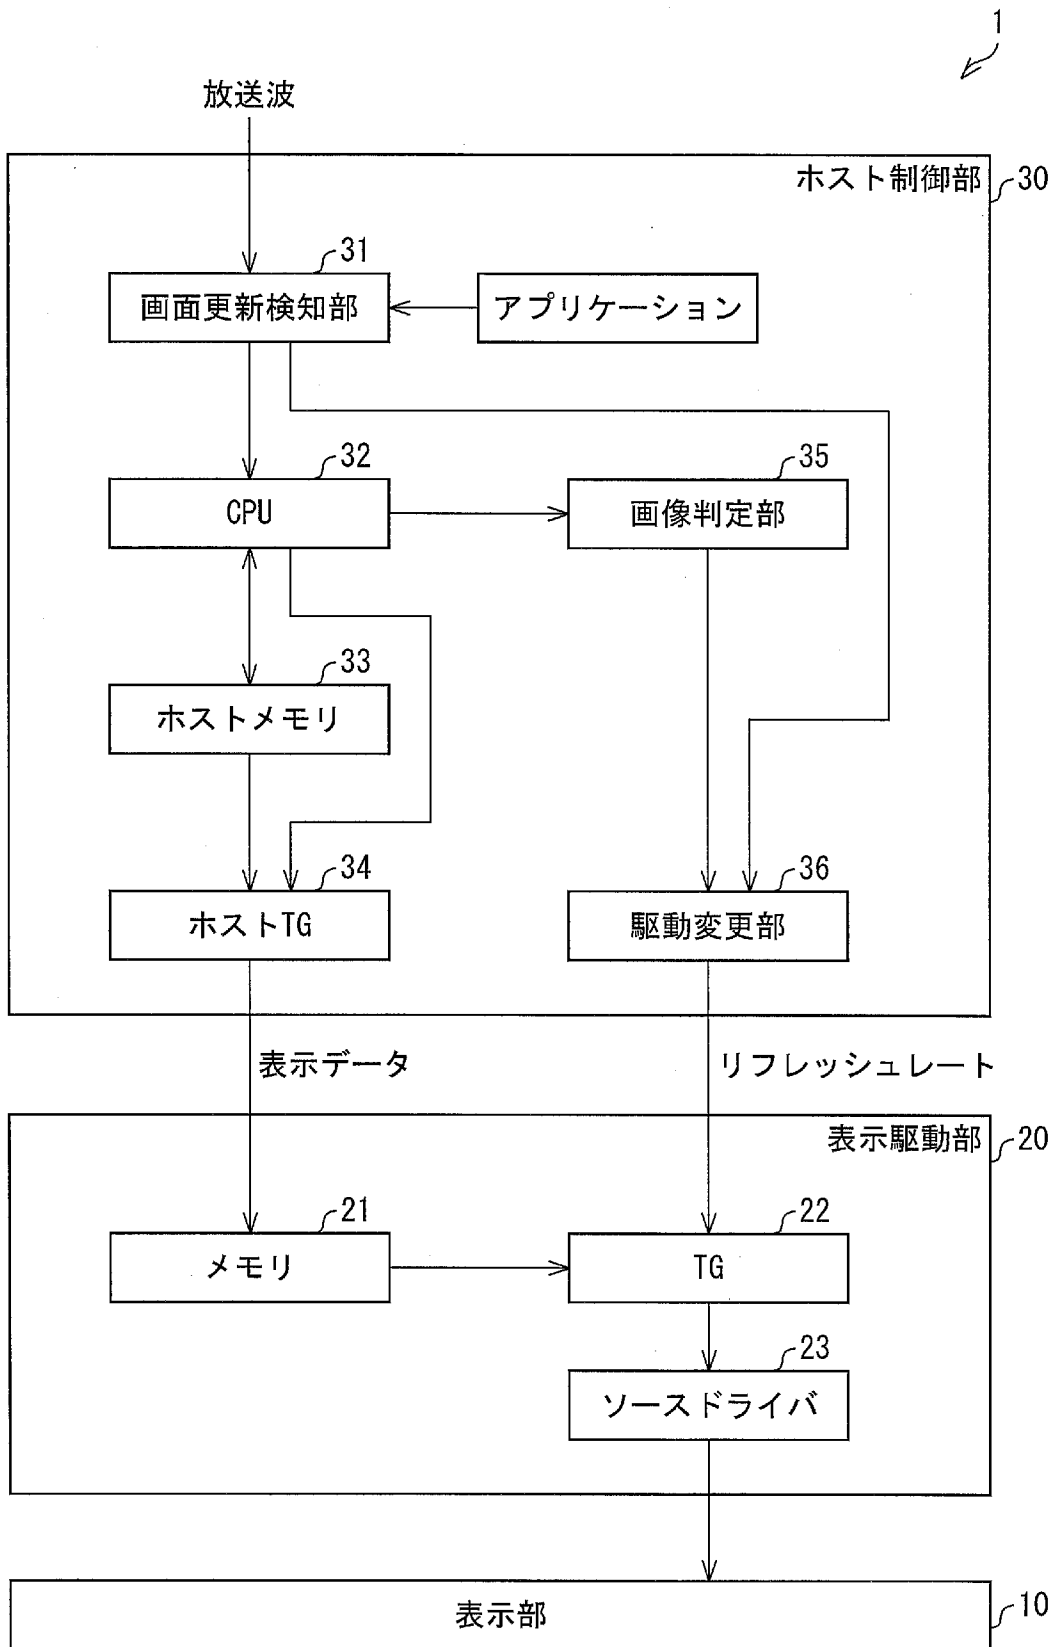 1
放送波
ホスト制御部
30
31
画面更新検知部
アプリケーション
32
CPU
35
画像判定部
33
ホストメモリ
34
ホストTG
36
駆動変更部
表示データ
リフレッシュレート
表示駆動部
20
21
メモリ
22
TG
23
ソースドライバ
表示部
10